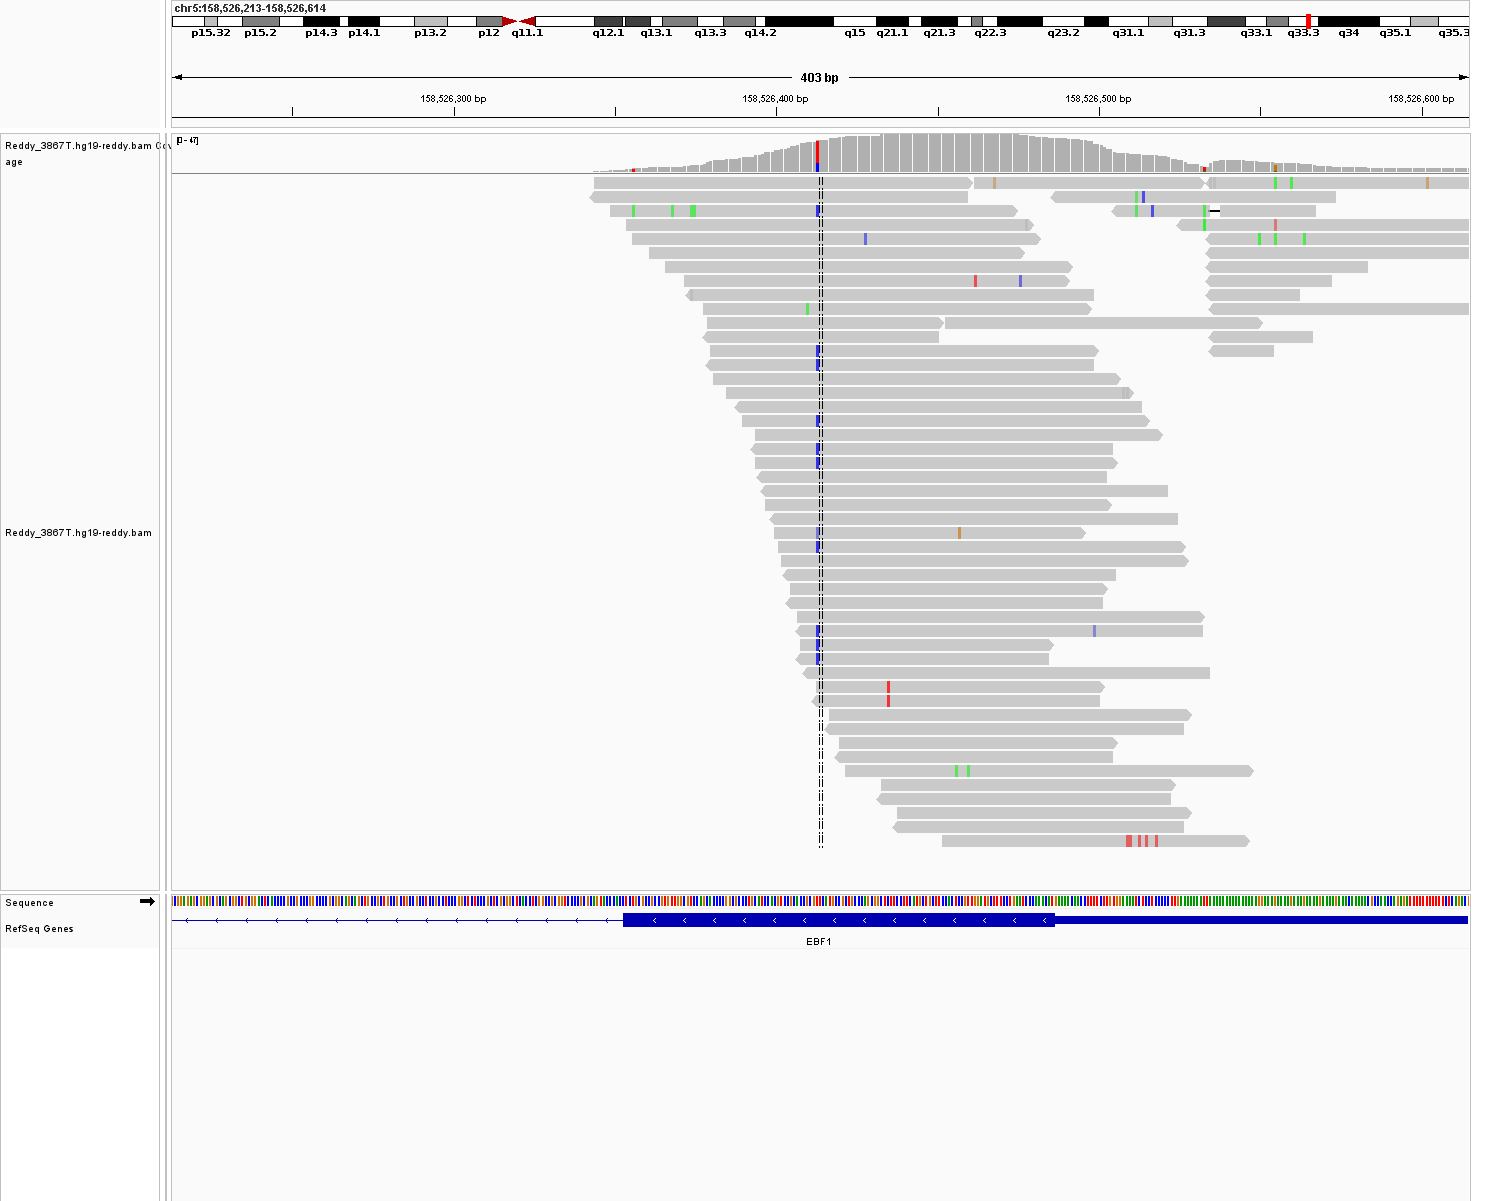 chr5:158,526,213-158,526,614
p15.32 p15.2 p14.3 p14.1 p13.2 p12 q11.1 q12.1 q13.1 q13.3 q14.2 q15 q21.1 q21.3 q22.3 q23.2 q31.1 q31.3 q33.1 q33.3 q34 q35.1 q35.3
403 bp
158,526,300 bp 158,526,400 bp 158,526,500 bp 158,526,600 bp
[0 - 47]
Reddy_3867T.hg19-reddy.bam Cov
age
Reddy_3867T.hg19-reddy.bam
Sequence
RefSeq Genes
EBF1